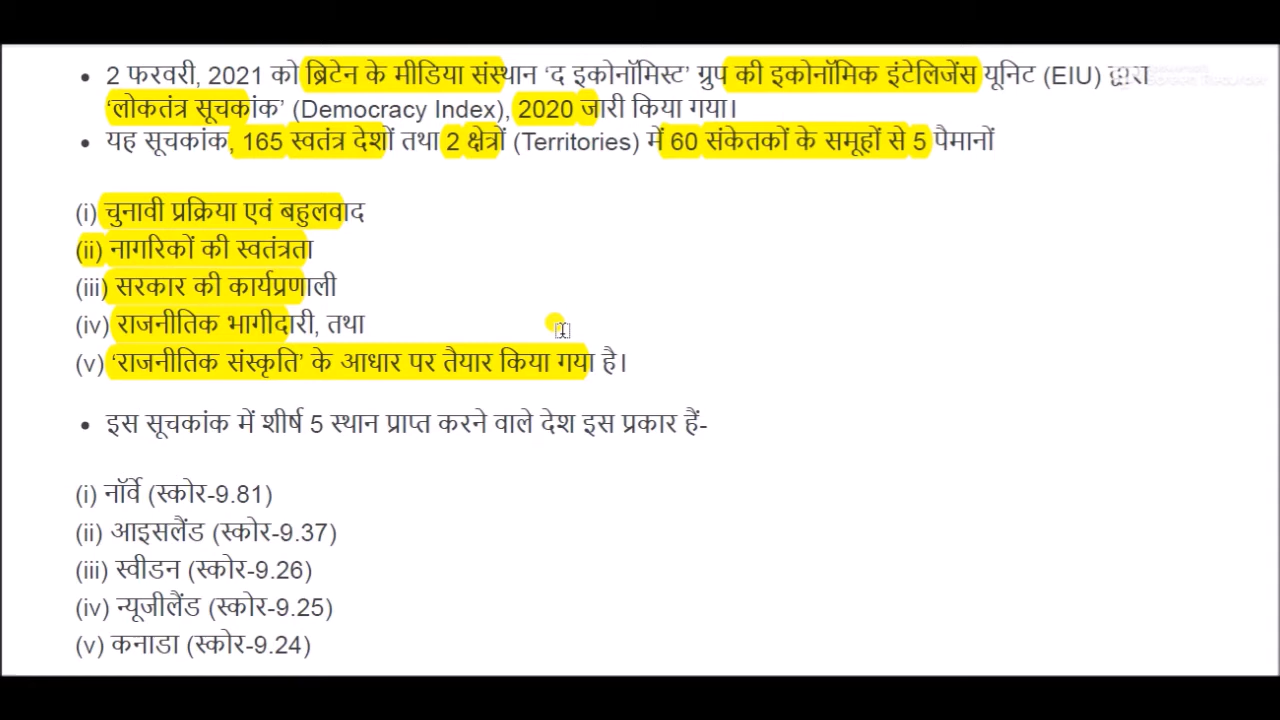 • 2 फरवरी, 2021 को ब्रिटेन के मीडिया संस्थान ‘द इकोनॉमिस्ट’ ग्रुप की इकोनॉमिक इंटेलिजेंस यूनिट (EIU) द्वारा
‘लोकतंत्र सूचकांक’ (Democracy Index), 2020 जारी किया गया।
• यह सूचकांक, 165 स्वतंत्र देशों तथा 2 क्षेत्रों (Territories) में 60 संकेतकों के समूहों से 5 पैमानों
(i) चुनावी प्रक्रिया एवं बहुलवाद
(ii) नागरिकों की स्वतंत्रता
(iii) सरकार की कार्यप्रणाली
(iv) राजनीतिक भागीदारी, तथा
(v) ‘राजनीतिक संस्कृति’ के आधार पर तैयार किया गया है।
• इस सूचकांक में शीर्ष 5 स्थान प्राप्त करने वाले देश इस प्रकार हैं-
(i) नॉर्वे (स्कोर-9.81)
(ii) आइसलैंड (स्कोर-9.37)
(iii) स्वीडन (स्कोर-9.26)
(iv) न्यूजीलैंड (स्कोर-9.25)
(v) कनाडा (स्कोर-9.24)